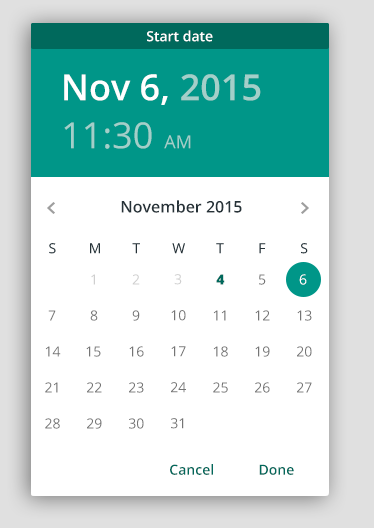 Start date
Nov 6, 2015
11:30 AM
November 2015
S M T W T F S
1 2 3 4 5 6
7 8 9 10 11 12 13
14 15 16 17 18 19 20
21 22 23 24 25 26 27
28 29 30 31
Cancel Done